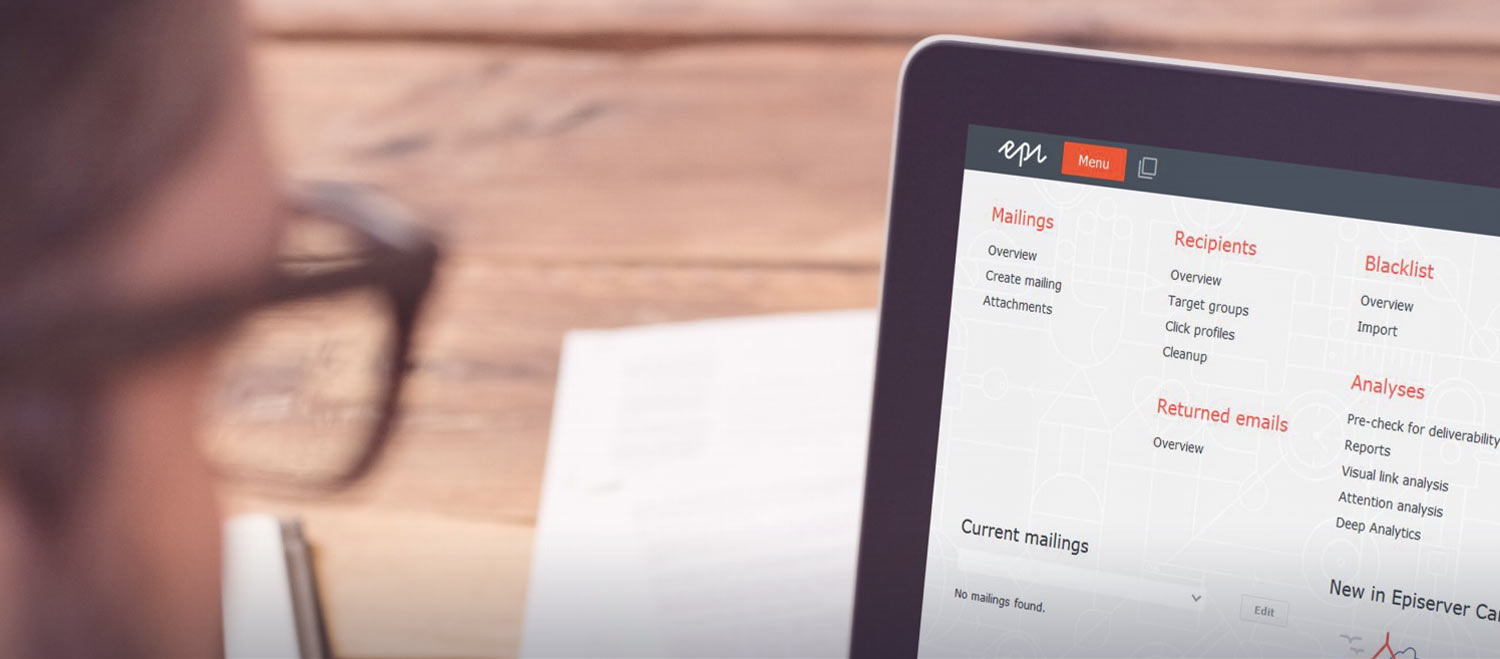 epi
Menu
Mailings
Overview
Create mailing
Attachments
Recipients
Overview
Target groups
Click profiles
Cleanup
Returned emails
Overview
Blacklist
Overview
Import
Analyses
Pre-check for deliverability
Reports
Visual link analysis
Attention analysis
Deep Analytics
Current mailings
No mailings found.
Edit
New in Episerver Ca